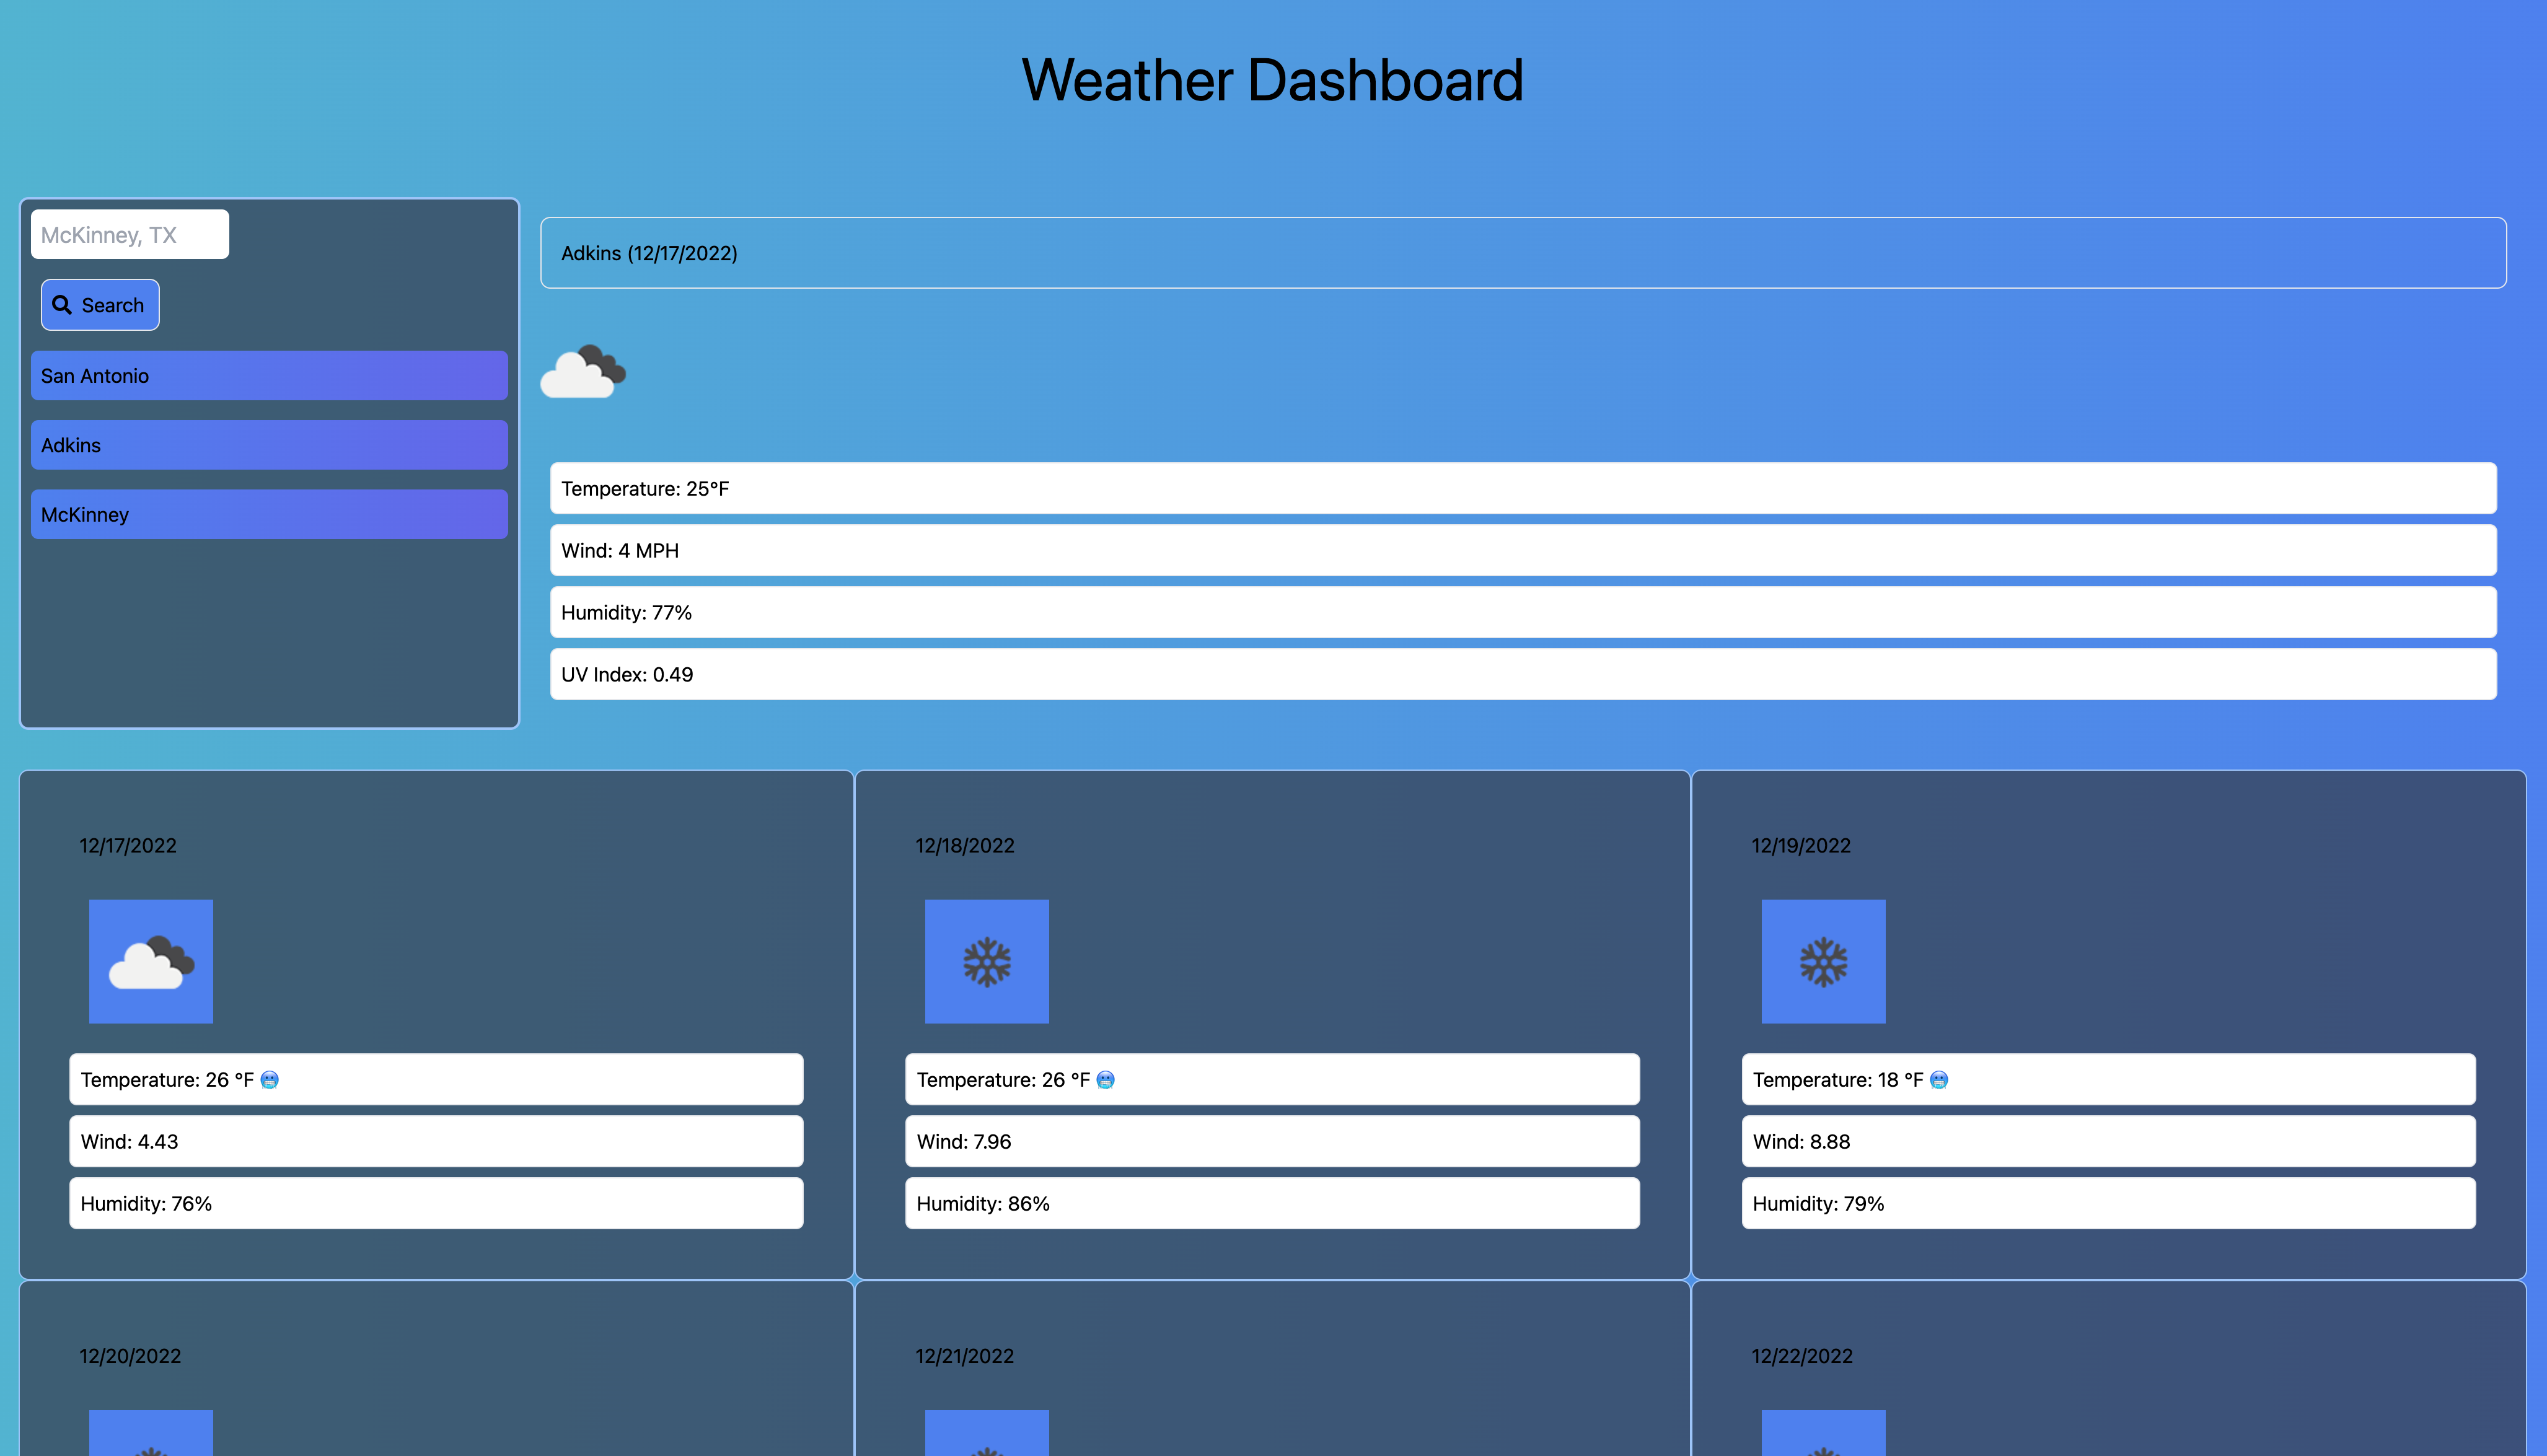 Weather Dashboard
McKinney, TX
Search
San Antonio
Adkins
McKinney
Adkins (12/17/2022)
Temperature: 25°F
Wind: 4 MPH
Humidity: 77%
UV Index: 0.49
12/17/2022
Temperature: 26 °F 🥶
Wind: 4.43
Humidity: 76%
12/18/2022
Temperature: 26 °F 🥶
Wind: 7.96
Humidity: 86%
12/19/2022
Temperature: 18 °F 🥶
Wind: 8.88
Humidity: 79%
12/20/2022
12/21/2022
12/22/2022